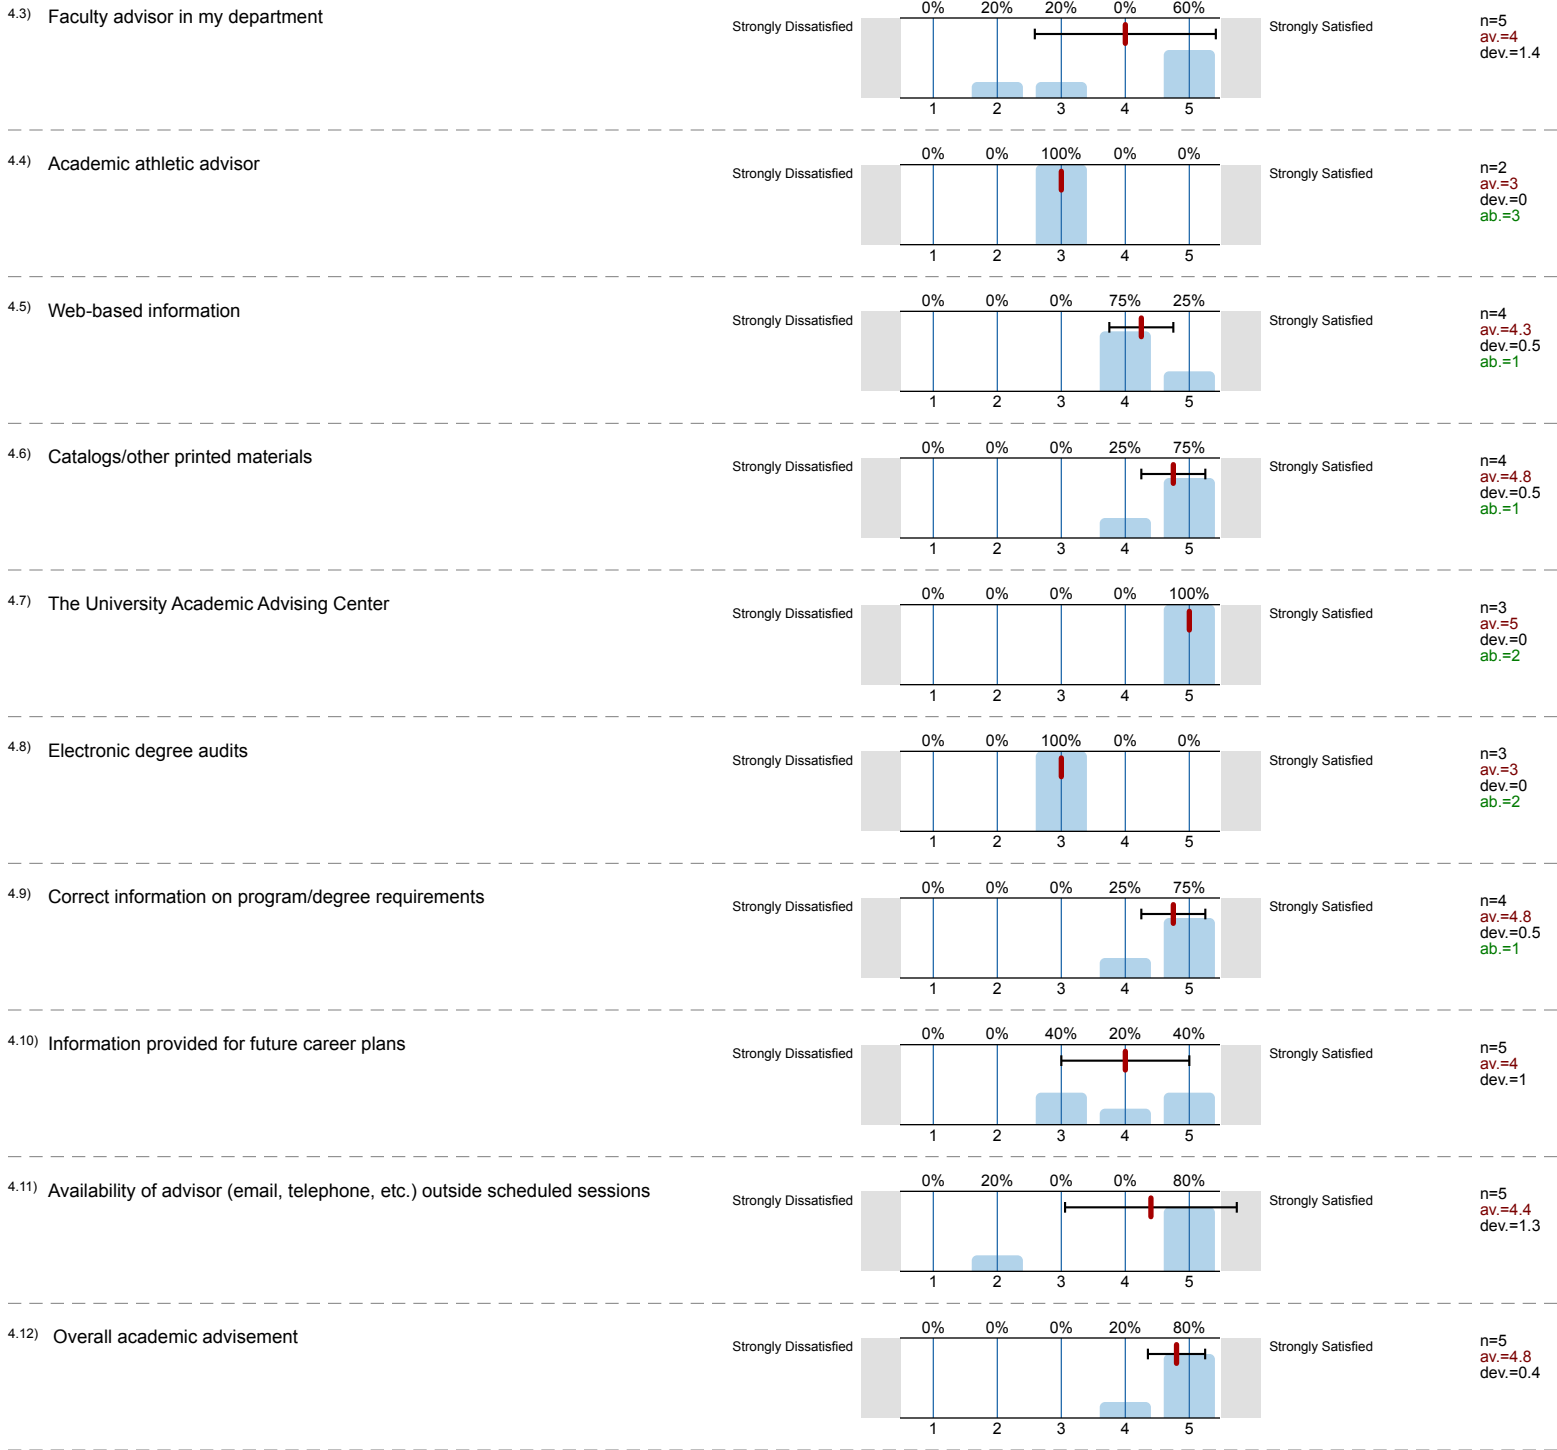 4.3) Faculty advisor in my department
0% 20% 20% 0% 60%
Strongly Dissatisfied Strongly Satisfied
n=5
av.=4
dev.=1.4
1 2 3 4 5
4.4) Academic athletic advisor
0% 0% 100% 0% 0%
Strongly Dissatisfied Strongly Satisfied
n=2
av.=3
dev.=0
ab.=3
1 2 3 4 5
4.5) Web-based information
0% 0% 0% 75% 25%
Strongly Dissatisfied Strongly Satisfied
n=4
av.=4.3
dev.=0.5
ab.=1
1 2 3 4 5
4.6) Catalogs/other printed materials
0% 0% 0% 25% 75%
Strongly Dissatisfied Strongly Satisfied
n=4
av.=4.8
dev.=0.5
ab.=1
1 2 3 4 5
4.7) The University Academic Advising Center
0% 0% 0% 0% 100%
Strongly Dissatisfied Strongly Satisfied
n=3
av.=5
dev.=0
ab.=2
1 2 3 4 5
4.8) Electronic degree audits
0% 0% 100% 0% 0%
Strongly Dissatisfied Strongly Satisfied
n=3
av.=3
dev.=0
ab.=2
1 2 3 4 5
4.9) Correct information on program/degree requirements
0% 0% 0% 25% 75%
Strongly Dissatisfied Strongly Satisfied
n=4
av.=4.8
dev.=0.5
ab.=1
1 2 3 4 5
4.10) Information provided for future career plans
0% 0% 40% 20% 40%
Strongly Dissatisfied Strongly Satisfied
n=5
av.=4
dev.=1
1 2 3 4 5
4.11) Availability of advisor (email, telephone, etc.) outside scheduled sessions
0% 20% 0% 0% 80%
Strongly Dissatisfied Strongly Satisfied
n=5
av.=4.4
dev.=1.3
1 2 3 4 5
4.12) Overall academic advisement
0% 0% 0% 20% 80%
Strongly Dissatisfied Strongly Satisfied
n=5
av.=4.8
dev.=0.4
1 2 3 4 5